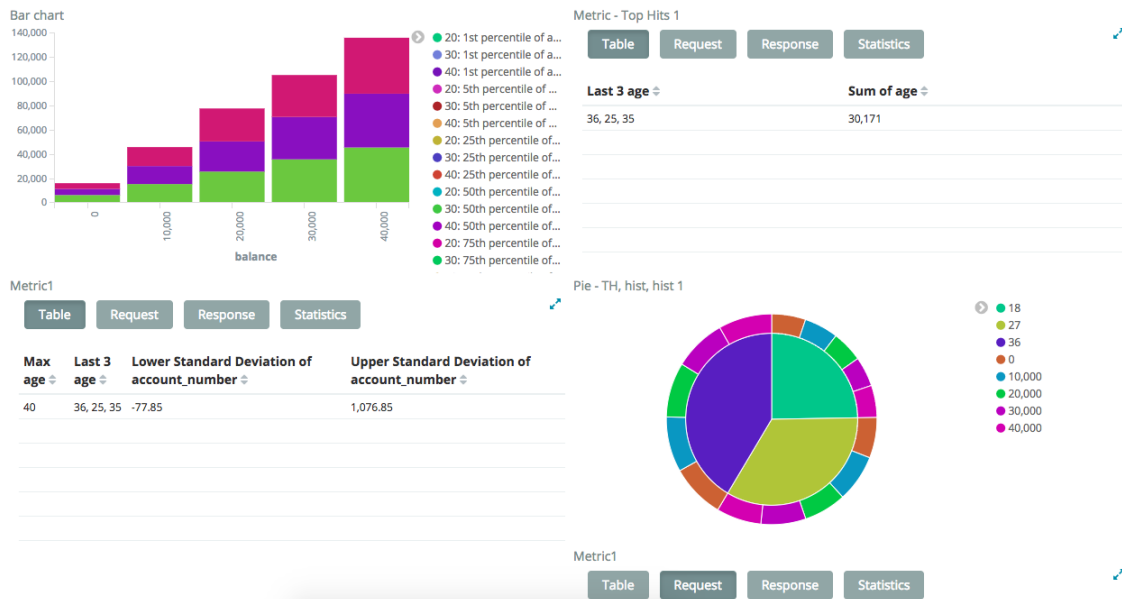 Bar chart
140,000
120,000
100,000
80,000
60,000
40,000
20,000
0
0
10,000
20,000
30,000
40,000
balance
20: 1st percentile of a...
30: 1st percentile of a...
40: 1st percentile of a...
20: 5th percentile of ...
30: 5th percentile of ...
40: 5th percentile of ...
20: 25th percentile of...
30: 25th percentile of...
40: 25th percentile of...
20: 50th percentile of...
30: 50th percentile of...
40: 50th percentile of...
20: 75th percentile of...
30: 75th percentile of...
Metric - Top Hits 1
Table Request Response Statistics
Last 3 age Sum of age
36, 25, 35 30,171
Metric1
Table Request Response Statistics
Max age Last 3 age Lower Standard Deviation of account_number Upper Standard Deviation of account_number
40 36, 25, 35 -77.85 1,076.85
Pie - TH, hist, hist 1
18
27
36
0
10,000
20,000
30,000
40,000
Metric1
Table Request Response Statistics